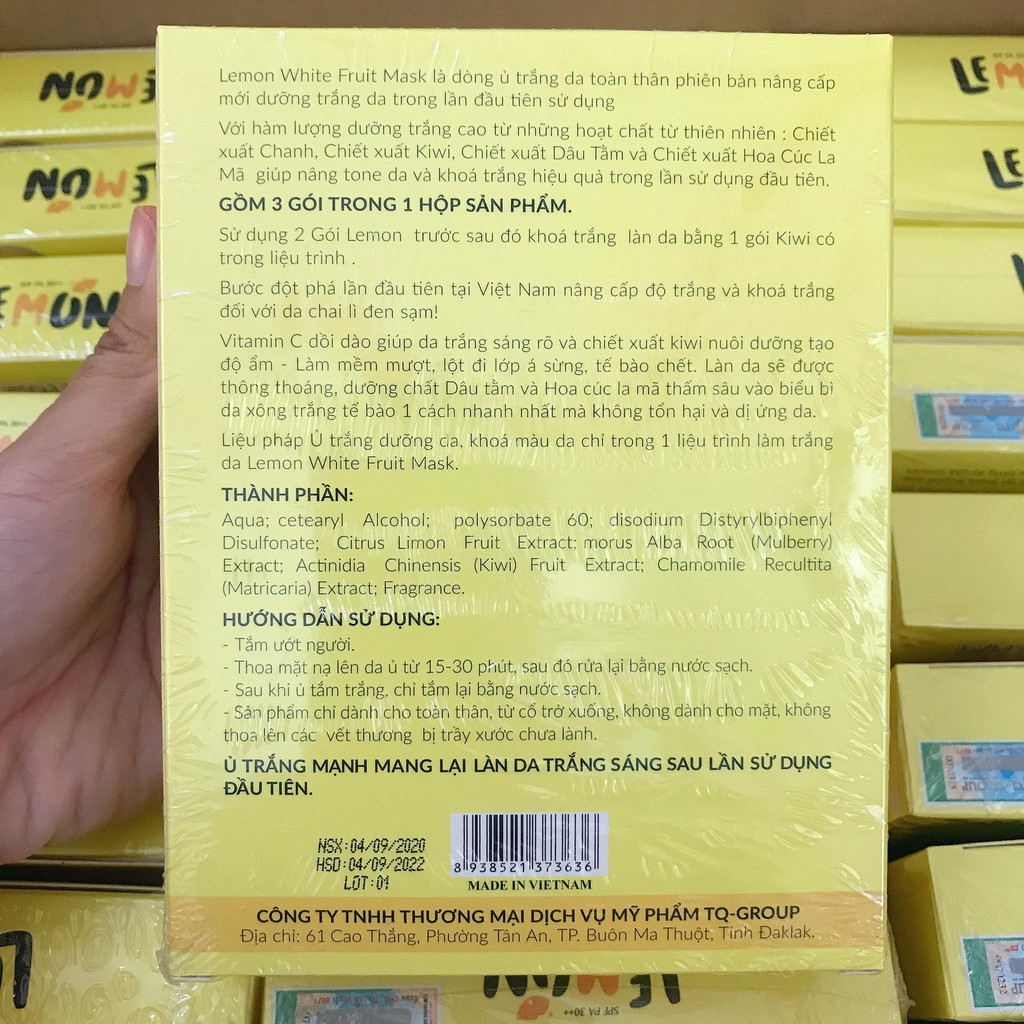 Lemon White Fruit Mask là dòng ủ trắng da toàn thân phiên bản nâng cấp
mới dưỡng trắng da trong lần đầu tiên sử dụng
Với hàm lượng dưỡng trắng cao từ những hoạt chất từ thiên nhiên : Chiết
xuất Chanh, Chiết xuất Kiwi, Chiết xuất Dâu Tằm và Chiết xuất Hoa Cúc La
Mã giúp nâng tone da và khoá trắng hiệu quả trong lần sử dụng đầu tiên.
GỒM 3 GÓI TRONG 1 HỘP SẢN PHẨM.
Sử dụng 2 Gói Lemon trước sau đó khoá trắng làn da bằng 1 gói Kiwi có
trong liệu trình .
Bước đột phá lần đầu tiên tại Việt Nam nâng cấp độ trắng và khoá trắng
đối với da chai lì đen sạm!
Vitamin C dồi dào giúp da trắng sáng rõ và chiết xuất kiwi nuôi dưỡng tạo
độ ẩm - Làm mềm mượt, lột đi lớp á sừng, tế bào chết. Làn da sẽ được
thông thoáng, dưỡng chất Dâu tằm và Hoa cúc la mã thấm sâu vào biểu bì
da xông trắng tế bào 1 cách nhanh nhất mà không tổn hại và dị ứng da.
Liệu pháp Ủ trắng dưỡng da, khoá màu da chỉ trong 1 liệu trình làm trắng
da Lemon White Fruit Mask.
THÀNH PHẦN:
Aqua; cetearyl Alcohol; polysorbate 60; disodium Distyrylbiphenyl
Disulfonate; Citrus Limon Fruit Extract; morus Alba Root (Mulberry)
Extract; Actinidia Chinensis (Kiwi) Fruit Extract; Chamomile Recultita
(Matricaria) Extract; Fragrance.
HƯỚNG DẪN SỬ DỤNG:
- Tắm ướt người.
- Thoa mặt nạ lên da ủ từ 15-30 phút, sau đó rửa lại bằng nước sạch.
- Sau khi ủ tắm trắng, chỉ tắm lại bằng nước sạch.
- Sản phẩm chỉ dành cho toàn thân, từ cổ trở xuống, không dành cho mặt, không
thoa lên các vết thương bị trầy xước chưa lành.
Ủ TRẮNG MẠNH MANG LẠI LÀN DA TRẮNG SÁNG SAU LẦN SỬ DỤNG
ĐẦU TIÊN.
NSX:04/09/2020
HSD:04/09/2022
LOT:01
8 938521 373636
MADE IN VIETNAM
CÔNG TY TNHH THƯƠNG MẠI DỊCH VỤ MỸ PHẨM TQ-GROUP
Địa chỉ: 61 Cao Thắng, Phường Tân An, TP. Buôn Ma Thuột, Tỉnh Đaklak.
LEMON
SPF PA 30++